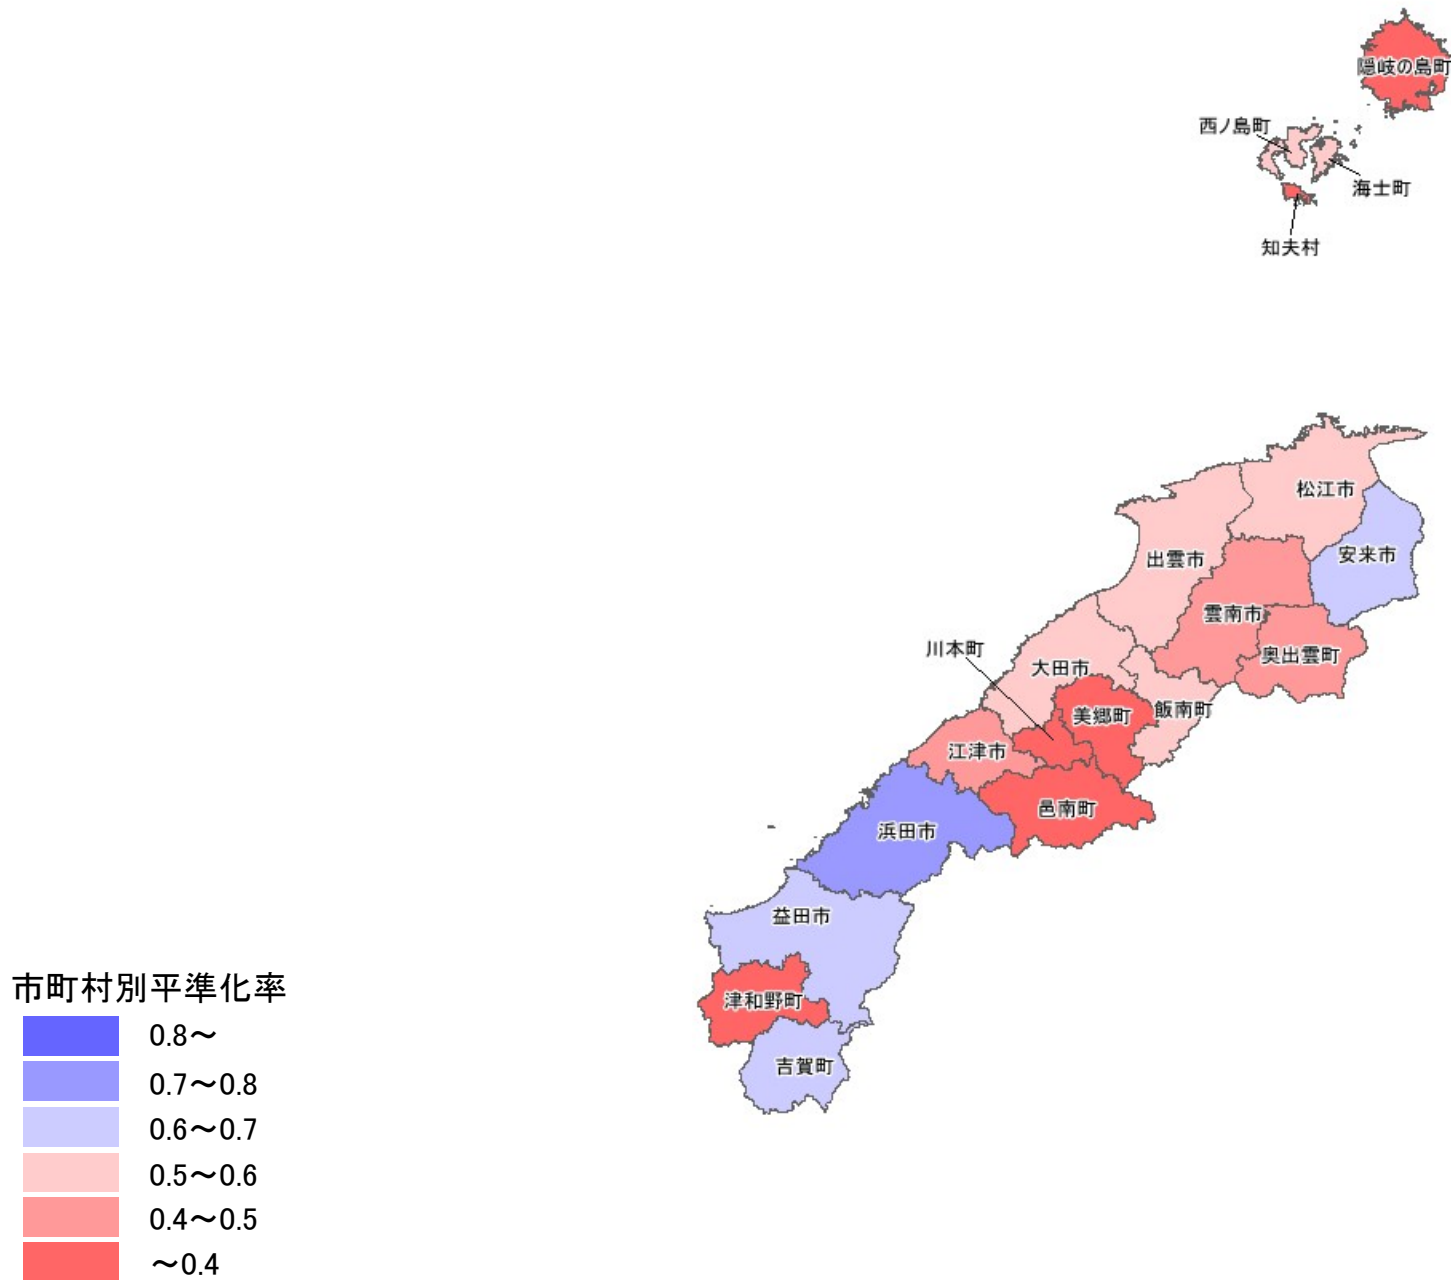 隠岐の島町
西ノ島町
海士町
知夫村
松江市
安来市
出雲市
雲南市
川本町
奥出雲町
大田市
飯南町
美郷町
江津市
邑南町
浜田市
益田市
津和野町
吉賀町
市町村別平準化率
0.8～
0.7～0.8
0.6～0.7
0.5～0.6
0.4～0.5
～0.4